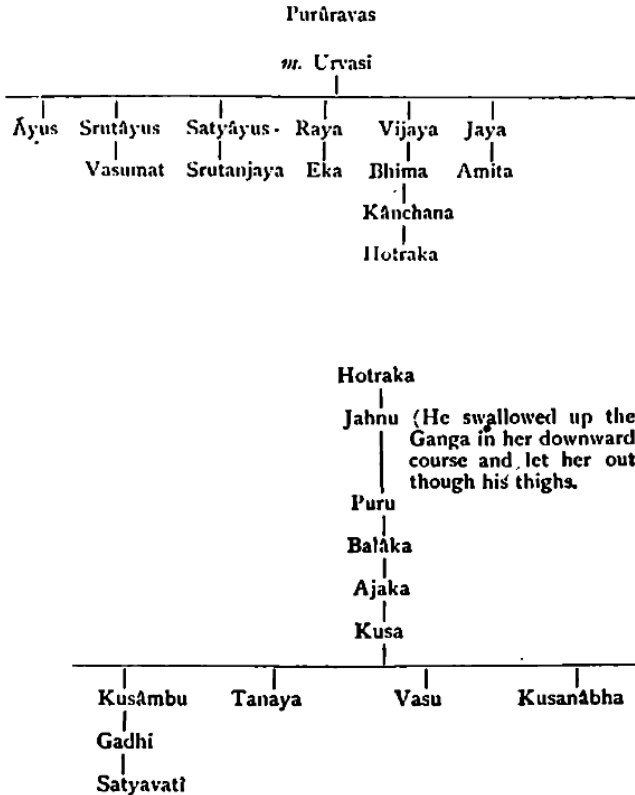 Purûravas
m. Urvasi
Áyus Srutâyus Satyâyus- Raya Vijaya Jaya
Vasumat Srutanjaya Eka Bhima Amita
Kânchana
Hotraka
Hotraka
Jahnu (He swallowed up the
Ganga in her downward
course and let her out
though his thighs.
Puru
Balâka
Ajaka
Kusa
Kusâmbu Tanaya Vasu Kusanâbha
Gadhi
Satyavatî